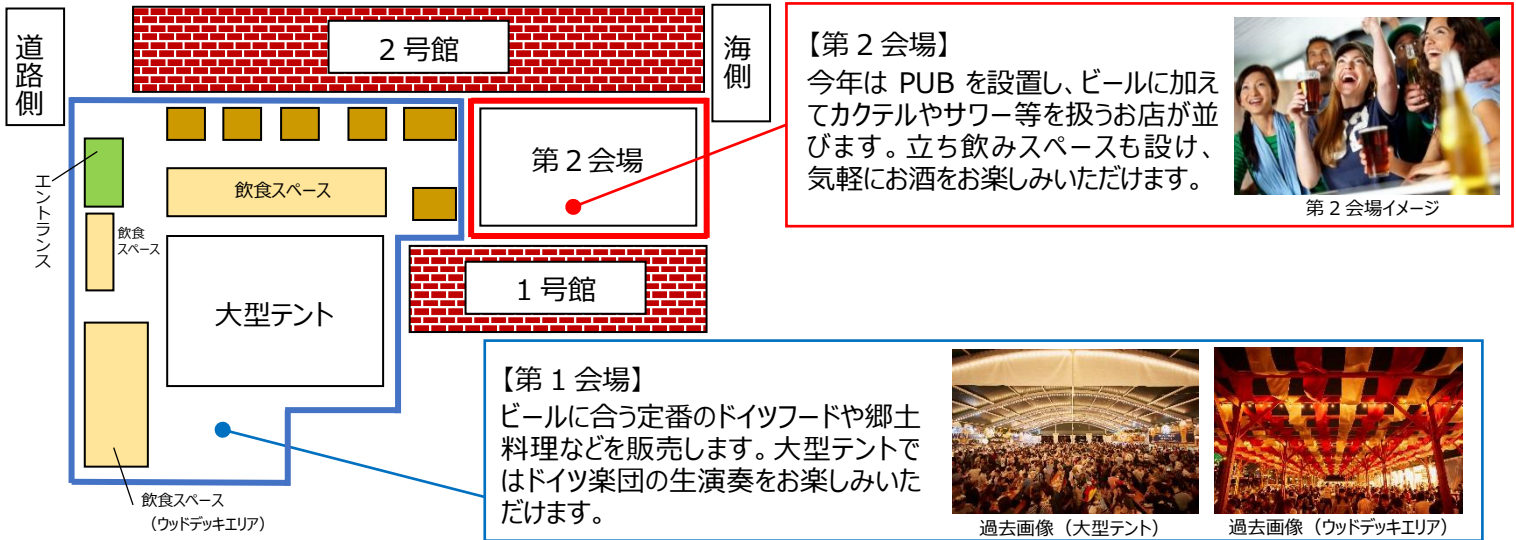 道路側
2号館
海側
エントランス
飲食スペース
飲食
スペース
第2会場
大型テント
1号館
飲食スペース
（ウッドデッキエリア）
【第2会場】
今年は PUB を設置し、ビールに加え
てカクテルやサワー等を扱うお店が並
びます。立ち飲みスペースも設け、
気軽にお酒をお楽しみいただけます。
第2会場イメージ
【第1会場】
ビールに合う定番のドイツフードや郷土
料理などを販売します。大型テントで
はドイツ楽団の生演奏をお楽しみいた
だけます。
過去画像（大型テント）
過去画像（ウッドデッキエリア）